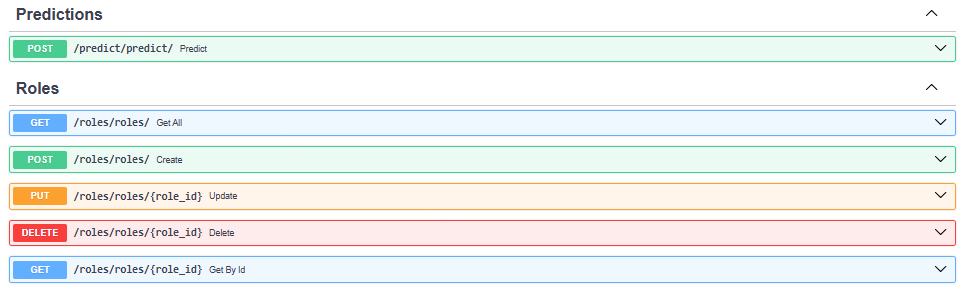 Predictions
POST /predict/predict/ Predict
Roles
GET /roles/roles/ Get All
POST /roles/roles/ Create
PUT /roles/roles/{role_id} Update
DELETE /roles/roles/{role_id} Delete
GET /roles/roles/{role_id} Get By Id